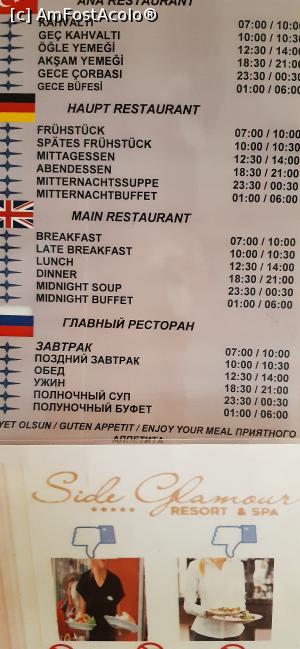 (c) AmFostAcolo®
ANA RESTAURANT
KAHVALTI 07:00 / 10:00
GEÇ KAHVALTI 10:00 / 10:30
ÖĞLE YEMEĞİ 12:30 / 14:00
AKŞAM YEMEĞİ 18:30 / 21:00
GECE ÇORBASI 23:30 / 00:30
GECE BÜFESİ 01:00 / 06:00
HAUPT RESTAURANT
FRÜHSTÜCK 07:00 / 10:00
SPÄTES FRÜHSTÜCK 10:00 / 10:30
MITTAGESSEN 12:30 / 14:00
ABENDESSEN 18:30 / 21:00
MITTERNACHTSSUPPE 23:30 / 00:30
MITTERNACHTBUFFET 01:00 / 06:00
MAIN RESTAURANT
BREAKFAST 07:00 / 10:00
LATE BREAKFAST 10:00 / 10:30
LUNCH 12:30 / 14:00
DINNER 18:30 / 21:00
MIDNIGHT SOUP 23:30 / 00:30
MIDNIGHT BUFFET 01:00 / 06:00
ГЛАВНЫЙ РЕСТОРАН
ЗАВТРАК 07:00 / 10:00
ПОЗДНИЙ ЗАВТРАК 10:00 / 10:30
ОБЕД 12:30 / 14:00
УЖИН 18:30 / 21:00
ПОЛНОЧНЫЙ СУП 23:30 / 00:30
ПОЛУНОЧНЫЙ БУФЕТ 01:00 / 06:00
YET OLSUN / GUTEN APPETIT / ENJOY YOUR MEAL ПРИЯТНОГО
АППЕТИТА
Side Glamour
RESORT & SPA